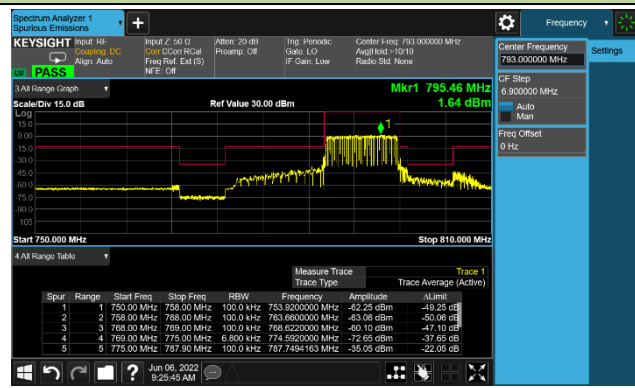 Spectrum Analyzer 1
Spurious Emissions
Frequency
KEYSIGHT Input: RF
Coupling: DC
Align: Auto
Input Z: 50 Ω
Corr CCorr RCal
Freq Ref: Ext (S)
NFE: Off
Atten: 20 dB
Preamp: Off
Trig: Periodic
Gate: LO
IF Gain: Low
Center Freq: 793.000000 MHz
Avg|Hold:>10/10
Radio Std: None
PASS
Center Frequency
793.000000 MHz
Settings
CF Step
6.900000 MHz
Auto
Man
Freq Offset
0 Hz
3 All Range Graph
Mkr1 795.46 MHz
Scale/Div 15.0 dB
Ref Value 30.00 dBm
1.64 dBm
Log
15.0
0.00
-15.0
-30.0
-45.0
-60.0
-75.0
-90.0
-105
1
Start 750.000 MHz
Stop 810.000 MHz
4 All Range Table
Measure Trace Trace 1
Trace Type Trace Average (Active)
Spur Range Start Freq Stop Freq RBW Frequency Amplitude ΔLimit
1 1 750.00 MHz 758.00 MHz 100.0 kHz 753.9200000 MHz -62.25 dBm -49.25 dB
2 2 758.00 MHz 768.00 MHz 100.0 kHz 763.6600000 MHz -63.06 dBm -50.06 dB
3 3 768.00 MHz 769.00 MHz 100.0 kHz 768.6220000 MHz -60.10 dBm -47.10 dB
4 4 769.00 MHz 775.00 MHz 6.800 kHz 774.5920000 MHz -72.65 dBm -37.65 dB
5 5 775.00 MHz 787.90 MHz 100.0 kHz 787.7494163 MHz -35.05 dBm -22.05 dB
?
Jun 06, 2022
9:25:45 AM